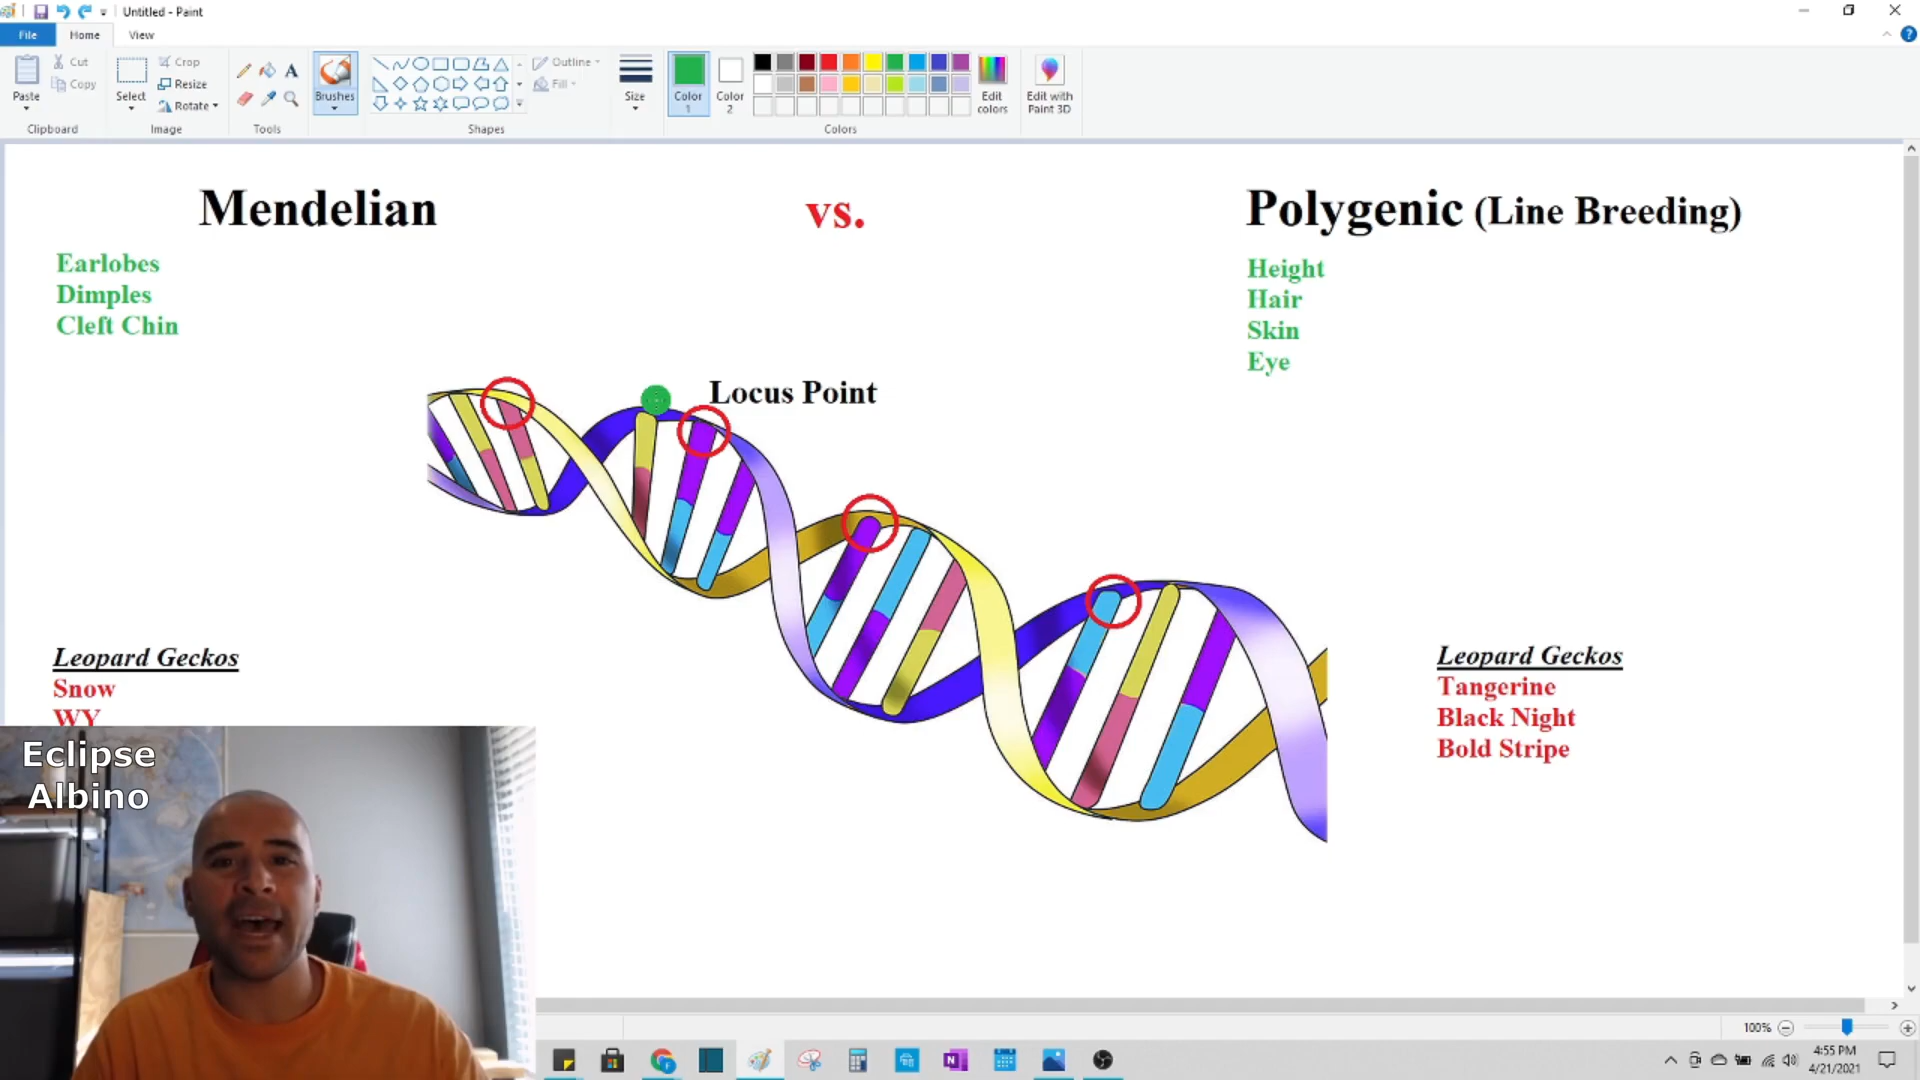 Untitled - Paint
File
Home
View
Paste
Cut
Copy
Clipboard
Select
Crop
Resize
Rotate
Image
A
Tools
Brushes
Shapes
Outline
Fill
Size
Color 1
Color 2
Edit colors
Colors
Edit with Paint 3D
Mendelian
vs.
Polygenic (Line Breeding)
Earlobes
Dimples
Cleft Chin
Height
Hair
Skin
Eye
Locus Point
Leopard Geckos
Snow
WY
Eclipse
Albino
Leopard Geckos
Tangerine
Black Night
Bold Stripe
100%
4:55 PM
4/21/2021